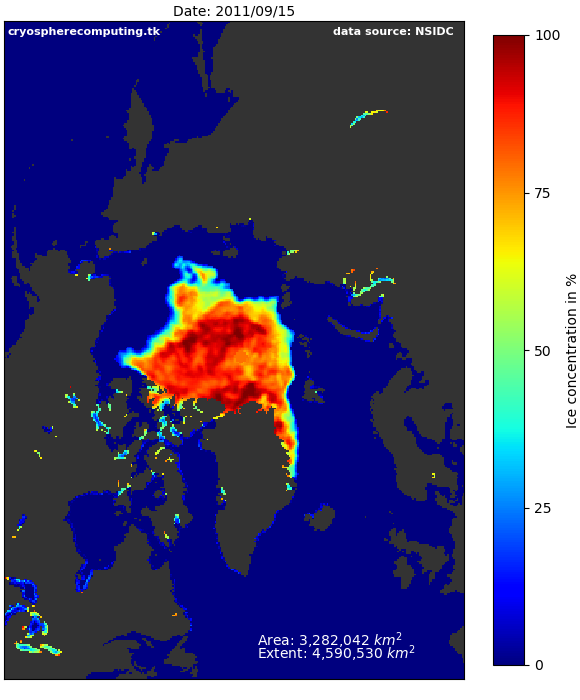 Date: 2011/09/15
cryospherecomputing.tk
data source: NSIDC
100
75
50
25
0
Ice concentration in %
Area: 3,282,042 km²
Extent: 4,590,530 km²